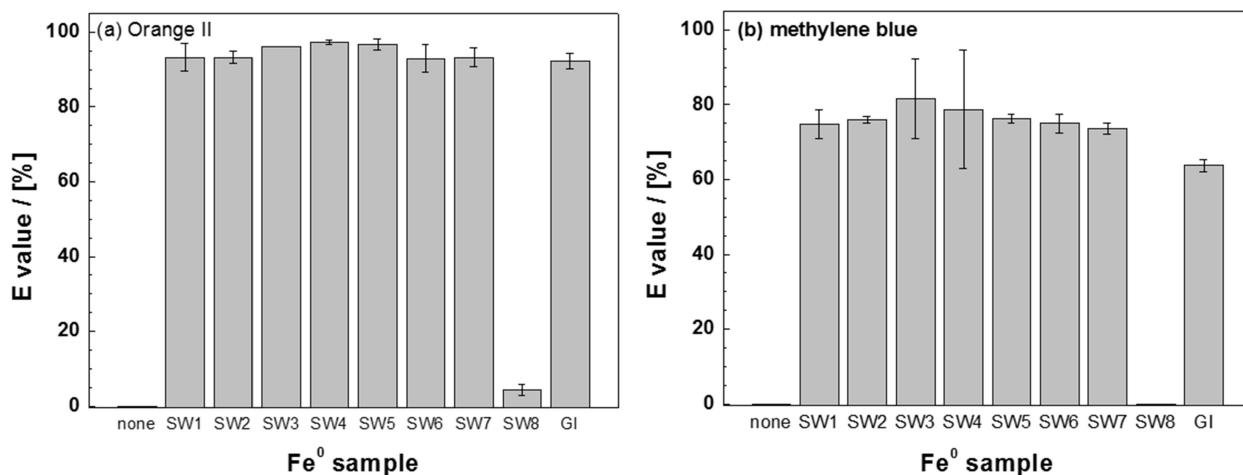 (a) Orange II
E value / [%]
100
80
60
40
20
0
none SW1 SW2 SW3 SW4 SW5 SW6 SW7 SW8 GI
Fe⁰ sample
(b) methylene blue
E value / [%]
100
80
60
40
20
0
none SW1 SW2 SW3 SW4 SW5 SW6 SW7 SW8 GI
Fe⁰ sample